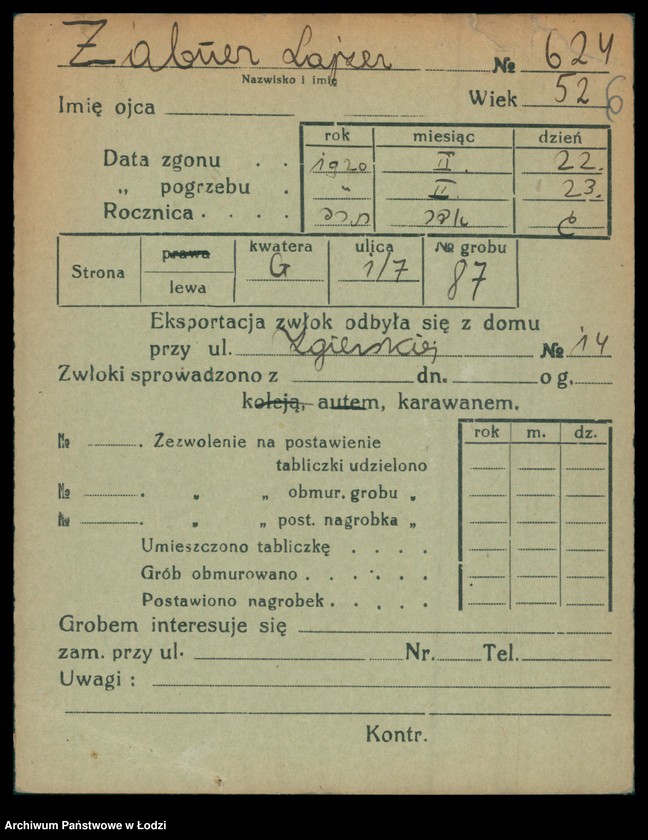 Zabner Lajzer № 624
Nazwisko i imię
Imię ojca Wiek 52 6
rok miesiąc dzień
Data zgonu . . 1920 II. 22.
„ pogrzebu . " II. 23.
Rocznica . . . .
Strona prawa lewa kwatera G ulica 1/7 № grobu 87
Eksportacja zwłok odbyła się z domu
przy ul. Zgierskiej № 14
Zwłoki sprowadzono z dn. o g.
koleją, autem, karawanem.
rok m. dz.
№ . Zezwolenie na postawienie
tabliczki udzielono
№ . „ „ obmur. grobu „
№ . „ „ post. nagrobka „
Umieszczono tabliczkę . . . .
Grób obmurowano . . . . . .
Postawiono nagrobek . . . . .
Grobem interesuje się
zam. przy ul. Nr. Tel.
Uwagi :
Kontr.
Archiwum Państwowe w Łodzi